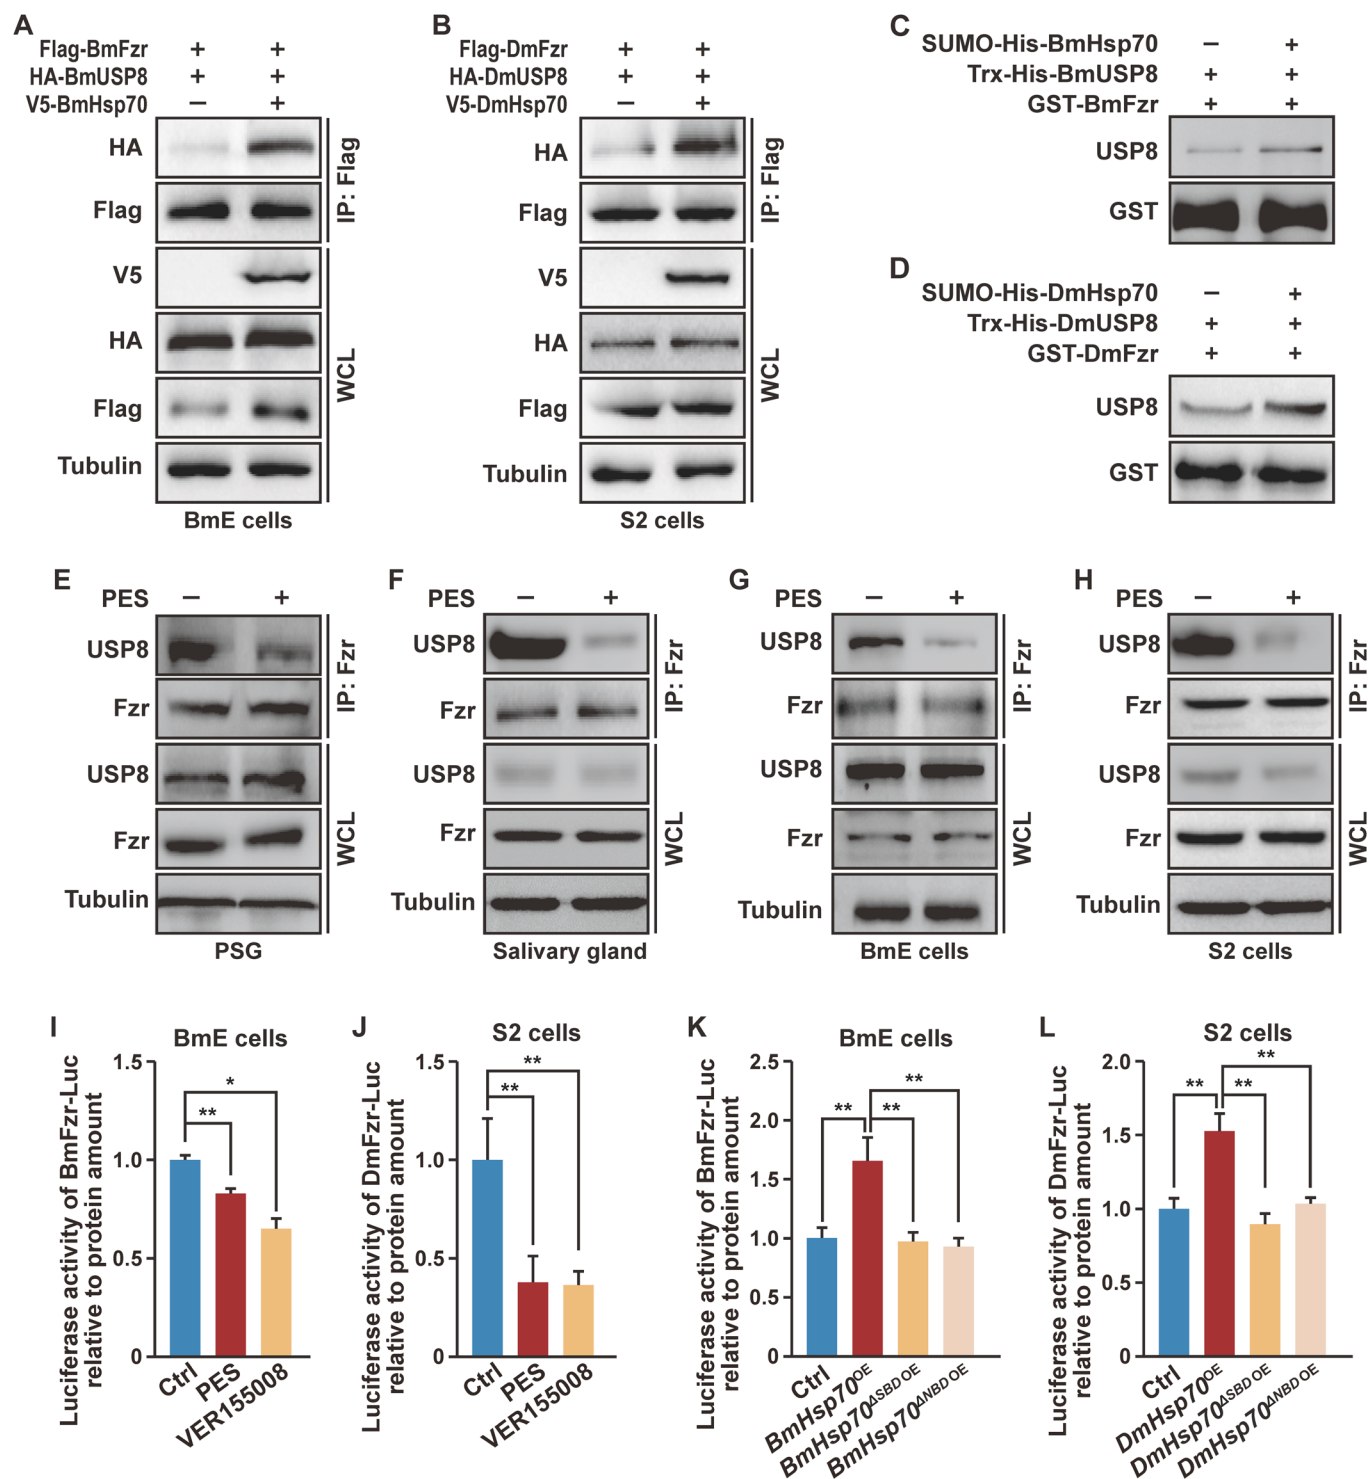 A
Flag-BmFzr + +
HA-BmUSP8 + +
V5-BmHsp70 − +
HA
Flag
IP: Flag
V5
HA
Flag
Tubulin
WCL
BmE cells
B
Flag-DmFzr + +
HA-DmUSP8 + +
V5-DmHsp70 − +
HA
Flag
IP: Flag
V5
HA
Flag
Tubulin
WCL
S2 cells
C
SUMO-His-BmHsp70 − +
Trx-His-BmUSP8 + +
GST-BmFzr + +
USP8
GST
D
SUMO-His-DmHsp70 − +
Trx-His-DmUSP8 + +
GST-DmFzr + +
USP8
GST
E
PES − +
USP8
Fzr
IP: Fzr
USP8
Fzr
Tubulin
WCL
PSG
F
PES − +
USP8
Fzr
IP: Fzr
USP8
Fzr
Tubulin
WCL
Salivary gland
G
PES − +
USP8
Fzr
IP: Fzr
USP8
Fzr
Tubulin
WCL
BmE cells
H
PES − +
USP8
Fzr
IP: Fzr
USP8
Fzr
Tubulin
WCL
S2 cells
I
BmE cells
Luciferase activity of BmFzr-Luc
relative to protein amount
1.5
1.0
0.5
0
*
**
Ctrl
PES
VER155008
J
S2 cells
Luciferase activity of DmFzr-Luc
relative to protein amount
1.5
1.0
0.5
0
**
**
Ctrl
PES
VER155008
K
BmE cells
Luciferase activity of BmFzr-Luc
relative to protein amount
2.5
2.0
1.5
1.0
0.5
0
**
** **
Ctrl
BmHsp70OE
BmHsp70ΔSBD OE
BmHsp70ΔNBD OE
L
S2 cells
Luciferase activity of DmFzr-Luc
relative to protein amount
2.0
1.5
1.0
0.5
0
**
** **
Ctrl
DmHsp70OE
DmHsp70ΔSBD OE
DmHsp70ΔNBD OE